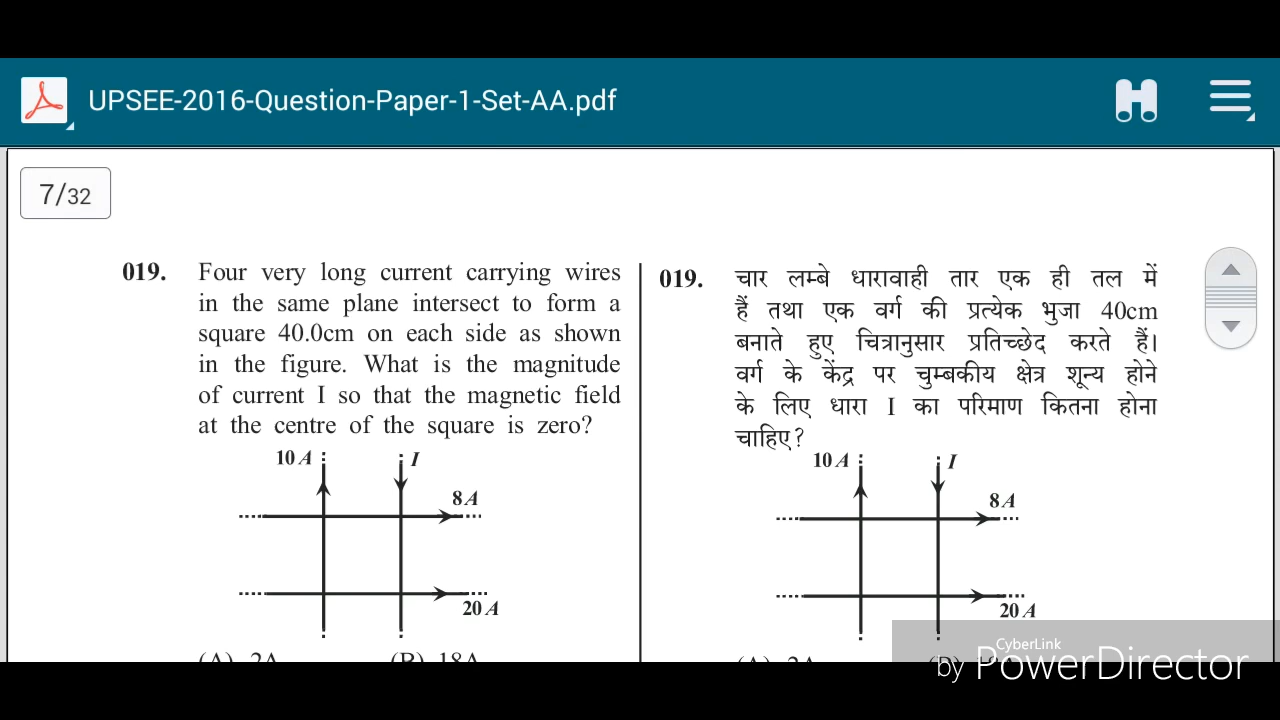 UPSEE-2016-Question-Paper-1-Set-AA.pdf
7/32
019. Four very long current carrying wires
in the same plane intersect to form a
square 40.0cm on each side as shown
in the figure. What is the magnitude
of current I so that the magnetic field
at the centre of the square is zero?
10 A
I
8A
20 A
(A) 2A (B) 18A
019. चार लम्बे धारावाही तार एक ही तल में
हैं तथा एक वर्ग की प्रत्येक भुजा 40cm
बनाते हुए चित्रानुसार प्रतिच्छेद करते हैं।
वर्ग के केंद्र पर चुम्बकीय क्षेत्र शून्य होने
के लिए धारा I का परिमाण कितना होना
चाहिए?
10 A
I
8A
20 A
CyberLink
by PowerDirector